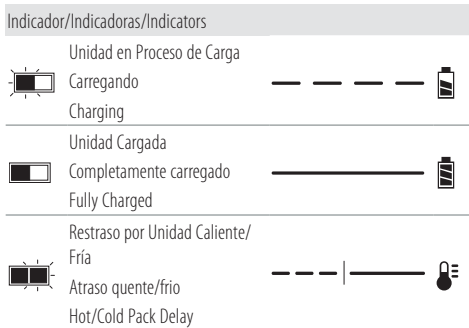 Indicador/Indicadoras/Indicators
Unidad en Proceso de Carga
Carregando
Charging
Unidad Cargada
Completamente carregado
Fully Charged
Restraso por Unidad Caliente/
Fría
Atraso quente/frio
Hot/Cold Pack Delay